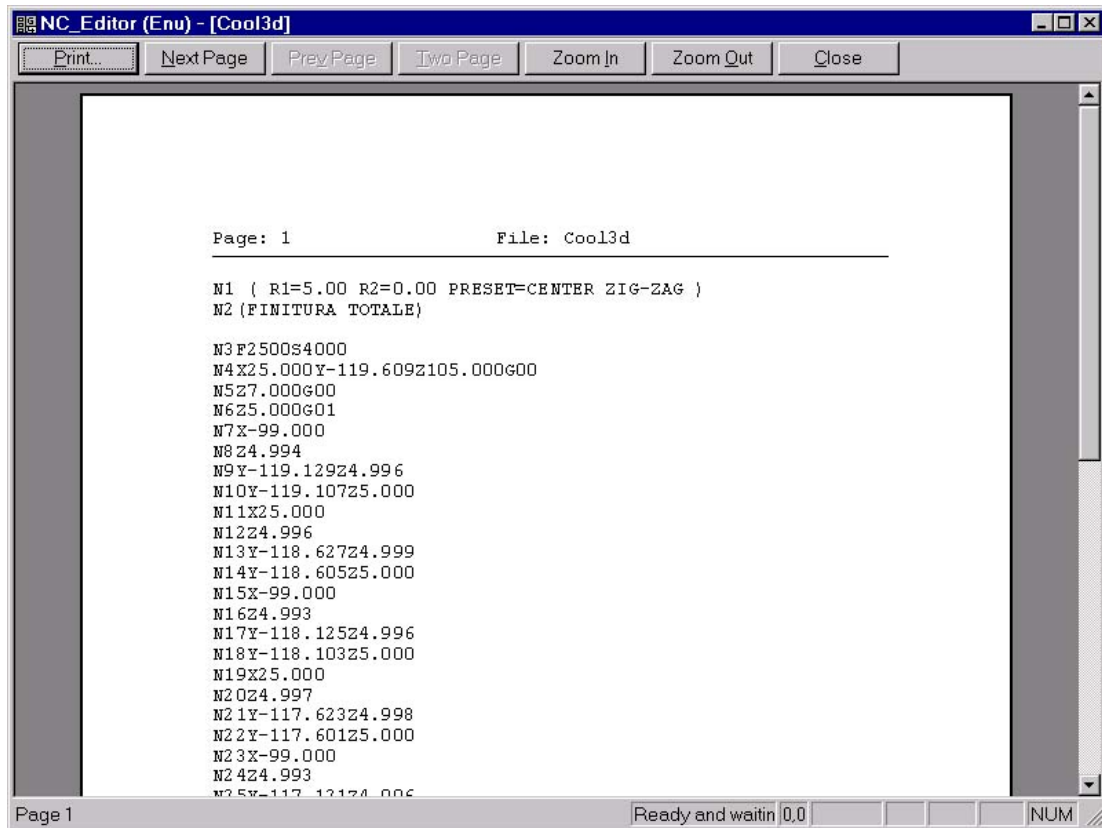 NC_Editor (Enu) - [Cool3d]
Print... Next Page Prev Page Two Page Zoom In Zoom Out Close
Page: 1 File: Cool3d
N1 ( R1=5.00 R2=0.00 PRESET=CENTER ZIG-ZAG )
N2(FINITURA TOTALE)
N3F2500S4000
N4X25.000Y-119.609Z105.000G00
N5Z7.000G00
N6Z5.000G01
N7X-99.000
N8Z4.994
N9Y-119.129Z4.996
N10Y-119.107Z5.000
N11X25.000
N12Z4.996
N13Y-118.627Z4.999
N14Y-118.605Z5.000
N15X-99.000
N16Z4.993
N17Y-118.125Z4.996
N18Y-118.103Z5.000
N19X25.000
N20Z4.997
N21Y-117.623Z4.998
N22Y-117.601Z5.000
N23X-99.000
N24Z4.993
N25Y-117.121Z4.996
Page 1 Ready and waitin 0,0 NUM